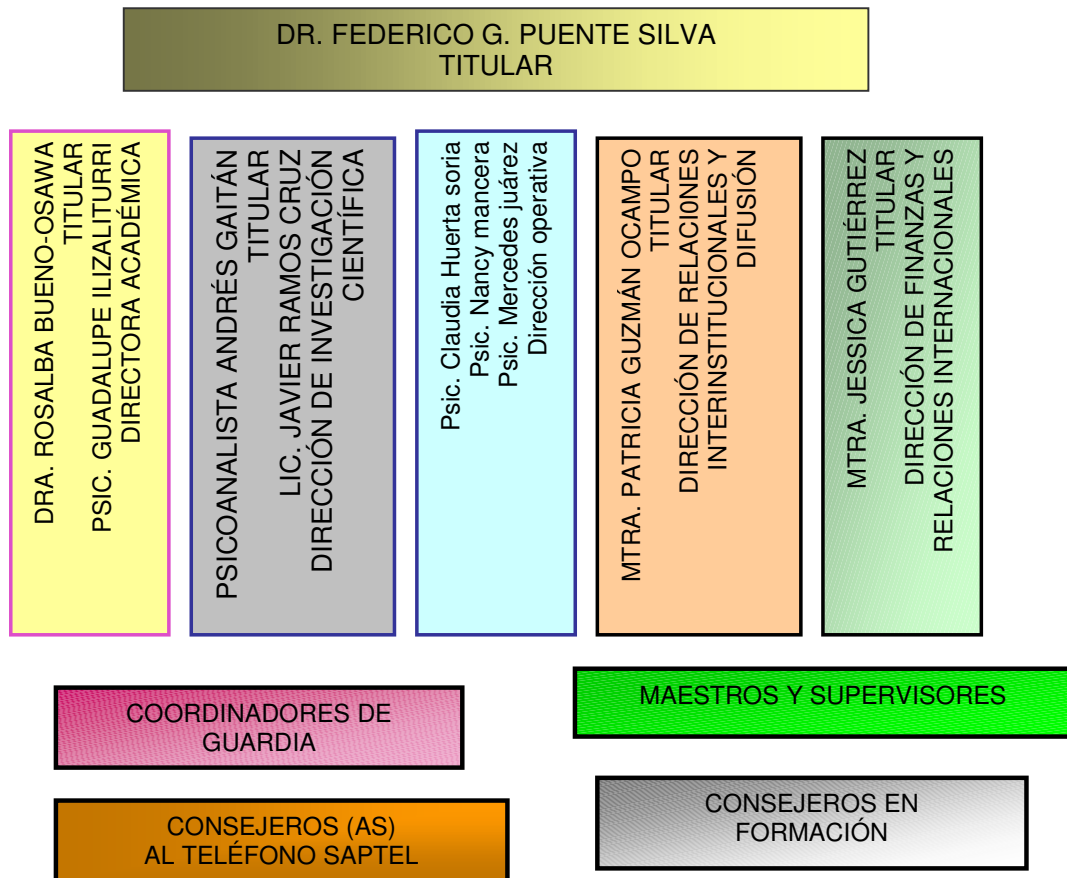 DR. FEDERICO G. PUENTE SILVA
TITULAR
DRA. ROSALBA BUENO-OSAWA
TITULAR
PSIC. GUADALUPE ILIZALITURRI
DIRECTORA ACADÉMICA
PSICOANALISTA ANDRÉS GAITÁN
TITULAR
LIC. JAVIER RAMOS CRUZ
DIRECCIÓN DE INVESTIGACIÓN
CIENTÍFICA
Psic. Claudia Huerta soria
Psic. Nancy mancera
Psic. Mercedes juárez
Dirección operativa
MTRA. PATRICIA GUZMÁN OCAMPO
TITULAR
DIRECCIÓN DE RELACI0NES
INTERINSTITUCIONALES Y
DIFUSIÓN
MTRA. JESSICA GUTIÉRREZ
TITULAR
DIRECCIÓN DE FINANZAS Y
RELACIONES INTERNACIONALES
COORDINADORES DE
GUARDIA
MAESTROS Y SUPERVISORES
CONSEJEROS (AS)
AL TELÉFONO SAPTEL
CONSEJEROS EN
FORMACIÓN